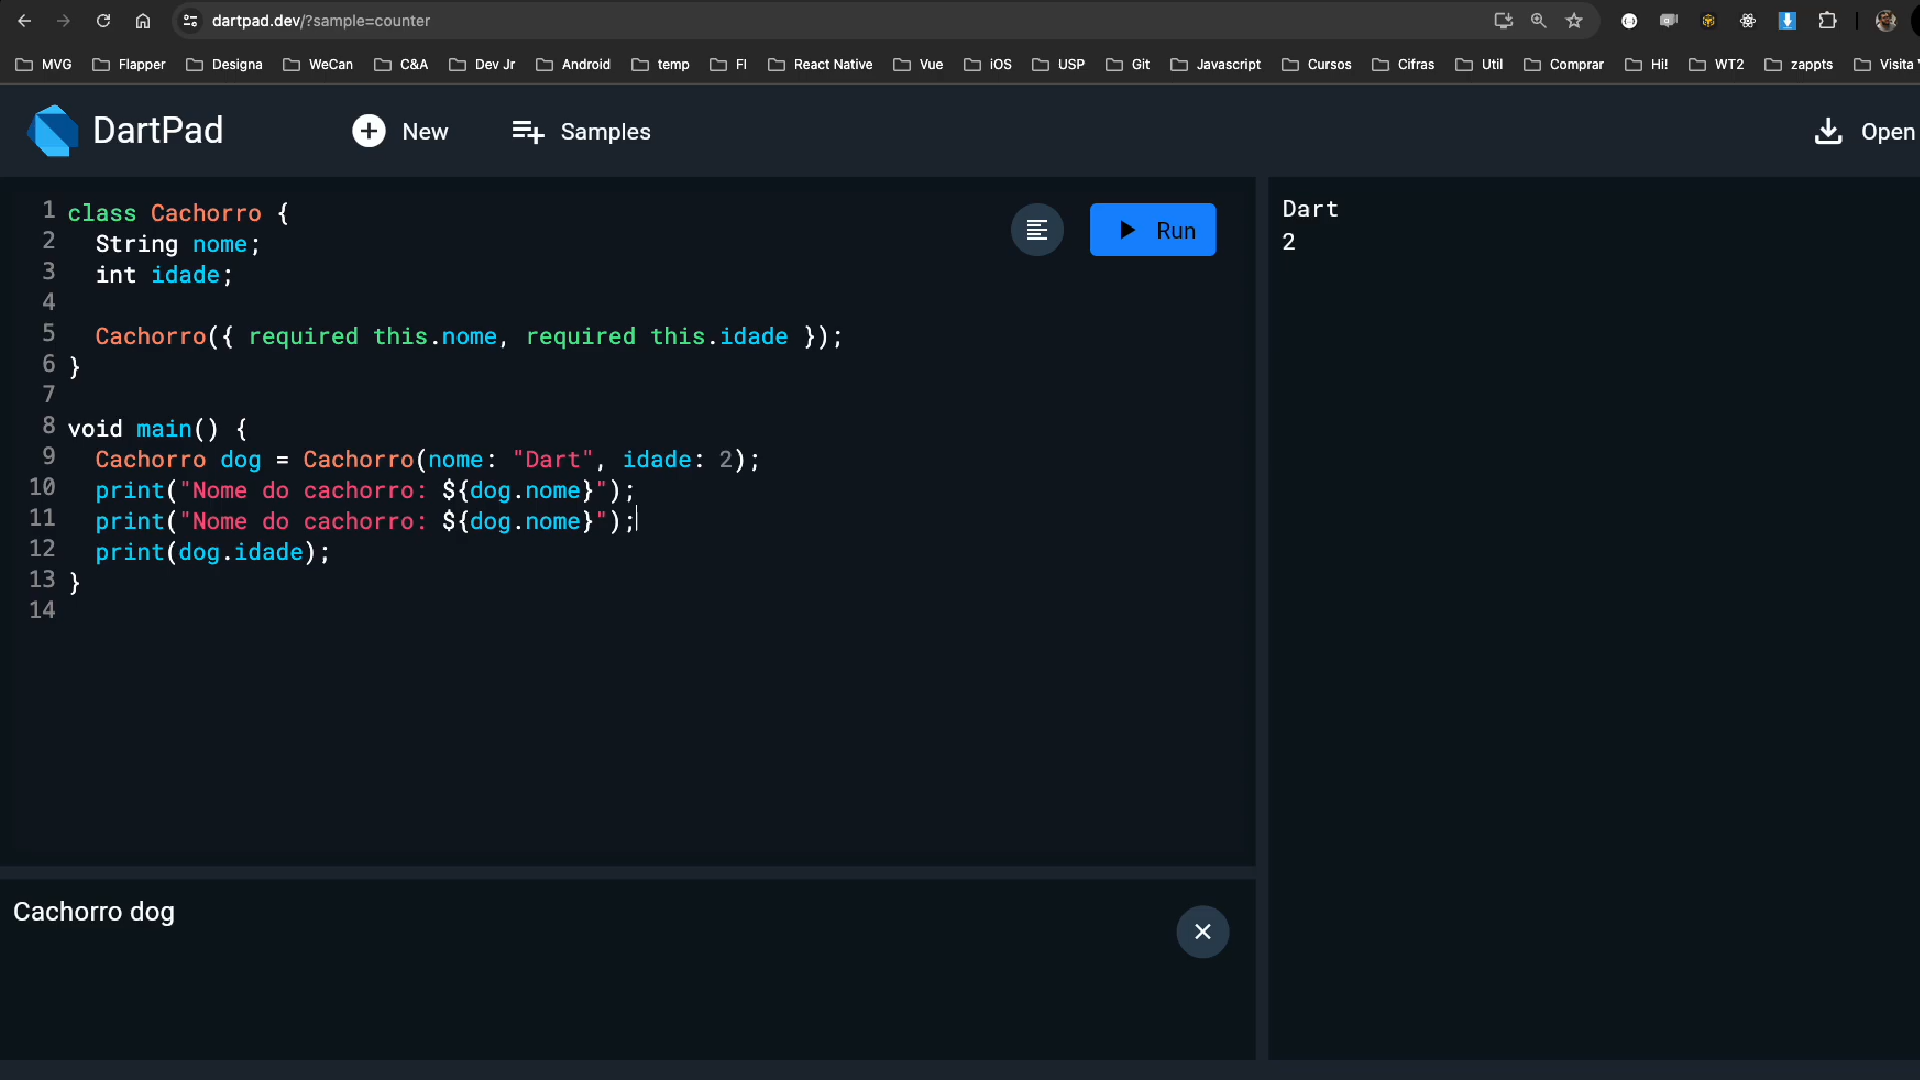 dartpad.dev/?sample=counter
MVG Flapper Designa WeCan C&A Dev Jr Android temp FI React Native Vue iOS USP Git Javascript Cursos Cifras Util Comprar Hi! WT2 zappts Visita
DartPad New Samples Open
1 class Cachorro {
2 String nome;
3 int idade;
4
5 Cachorro({ required this.nome, required this.idade });
6 }
7
8 void main() {
9 Cachorro dog = Cachorro(nome: "Dart", idade: 2);
10 print("Nome do cachorro: ${dog.nome}");
11 print("Nome do cachorro: ${dog.nome}");
12 print(dog.idade);
13 }
14
Run
Dart
2
Cachorro dog